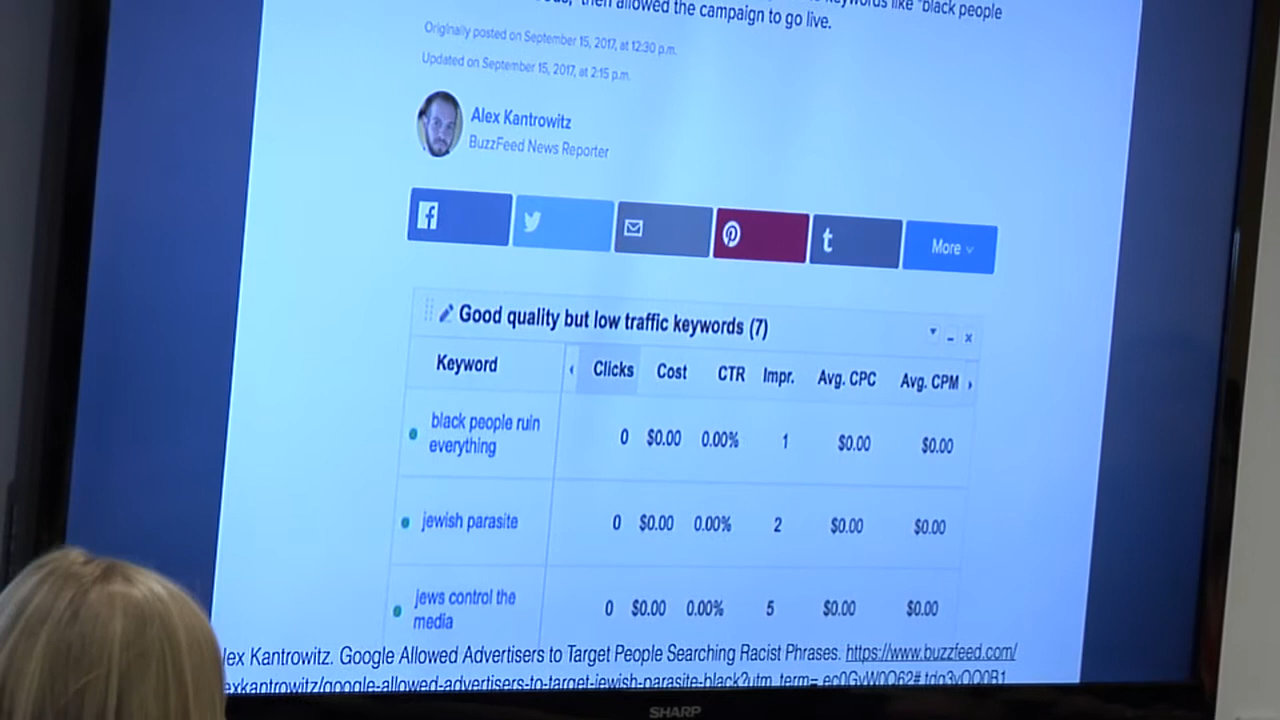 keywords like "black people
then allowed the campaign to go live.
Originally posted on September 15, 2017, at 12:30 p.m.
Updated on September 15, 2017, at 2:15 p.m.
Alex Kantrowitz
BuzzFeed News Reporter
f
t
More
Good quality but low traffic keywords (7)
Keyword Clicks Cost CTR Impr. Avg. CPC Avg. CPM
black people ruin
everything
0 $0.00 0.00% 1 $0.00 $0.00
jewish parasite 0 $0.00 0.00% 2 $0.00 $0.00
jews control the
media
0 $0.00 0.00% 5 $0.00 $0.00
lex Kantrowitz. Google Allowed Advertisers to Target People Searching Racist Phrases. https://www.buzzfeed.com/
exkantrowitz/google-allowed-advertisers-to-target-jewish-parasite-black?utm_term=
SHARP